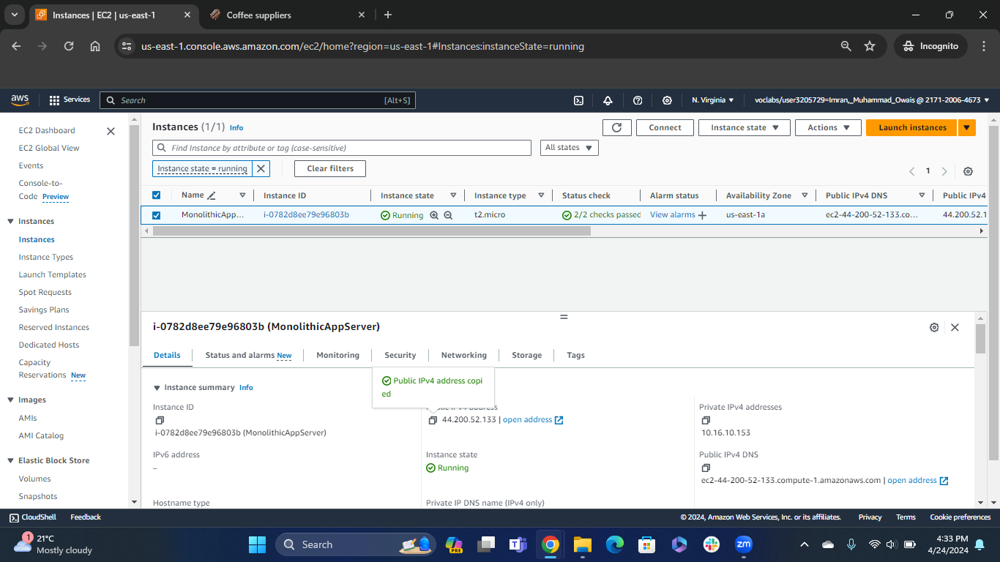 Instances | EC2 | us-east-1
Coffee suppliers
us-east-1.console.aws.amazon.com/ec2/home?region=us-east-1#Instances:instanceState=running
Incognito
aws
Services
Search
[Alt+S]
N. Virginia
voclabs/user3205729=Imran,_Muhammad_Owais @ 2171-2006-4673
EC2 Dashboard
EC2 Global View
Events
Console-to-
Code Preview
Instances
Instances
Instance Types
Launch Templates
Spot Requests
Savings Plans
Reserved Instances
Dedicated Hosts
Capacity
Reservations New
Images
AMIs
AMI Catalog
Elastic Block Store
Volumes
Snapshots
Instances (1/1) Info
Connect
Instance state
Actions
Launch instances
Find Instance by attribute or tag (case-sensitive)
All states
Instance state = running
Clear filters
1
Name
Instance ID
Instance state
Instance type
Status check
Alarm status
Availability Zone
Public IPv4 DNS
Public IPv4
MonolithicApp...
i-0782d8ee79e96803b
Running
t2.micro
2/2 checks passed
View alarms
us-east-1a
ec2-44-200-52-133.co...
44.200.52.1
i-0782d8ee79e96803b (MonolithicAppServer)
Details
Status and alarms New
Monitoring
Security
Networking
Storage
Tags
Public IPv4 address copi
ed
Instance summary Info
Instance ID
i-0782d8ee79e96803b (MonolithicAppServer)
Public IPv4 address
44.200.52.133 | open address
Private IPv4 addresses
10.16.10.153
IPv6 address
–
Instance state
Running
Public IPv4 DNS
ec2-44-200-52-133.compute-1.amazonaws.com | open address
Hostname type
Private IP DNS name (IPv4 only)
CloudShell
Feedback
© 2024, Amazon Web Services, Inc. or its affiliates.
Privacy
Terms
Cookie preferences
1
21°C
Mostly cloudy
Search
PRE
zm
4:33 PM
4/24/2024